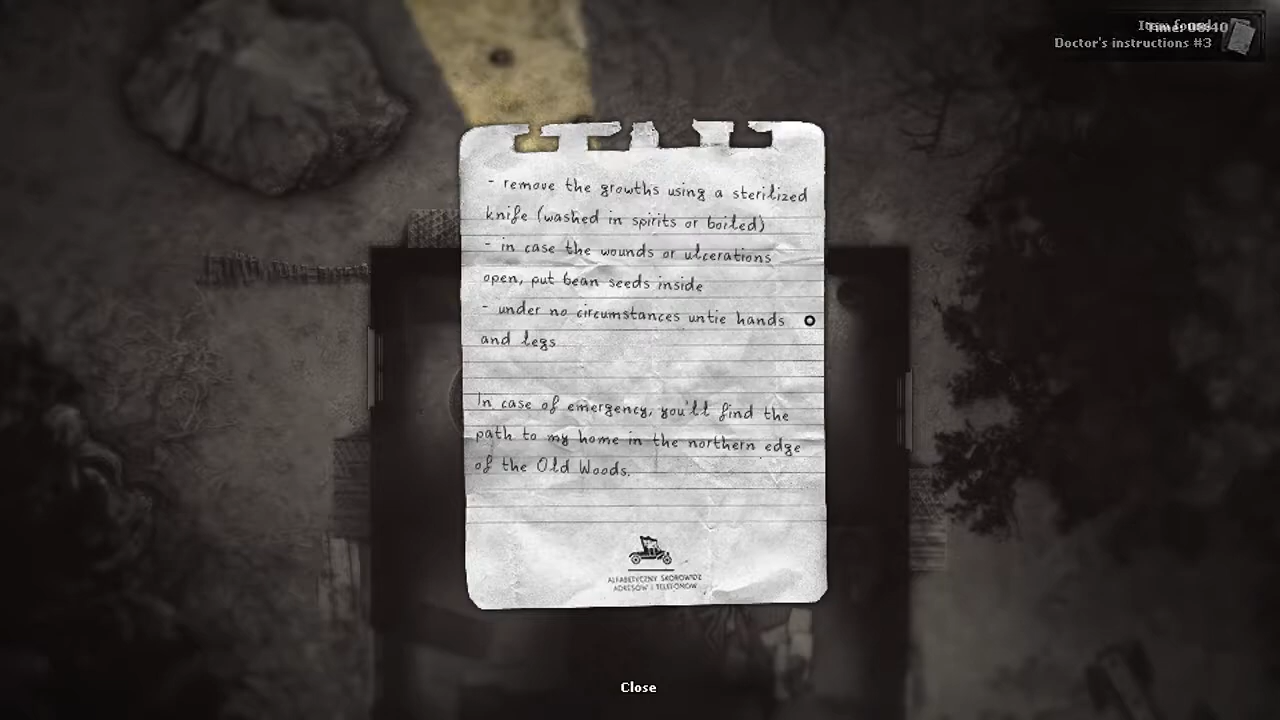 Doctor's instructions #3
- remove the growths using a sterilized
knife (washed in spirits or boiled)
- in case the wounds or ulcerations
open, put bean seeds inside
- under no circumstances untie hands
and legs
In case of emergency, you'll find the
path to my home in the northern edge
of the Old Woods.
ALFABETYCZNY SKOROWIDZ
ADRESÓW I TELEFONÓW
Close